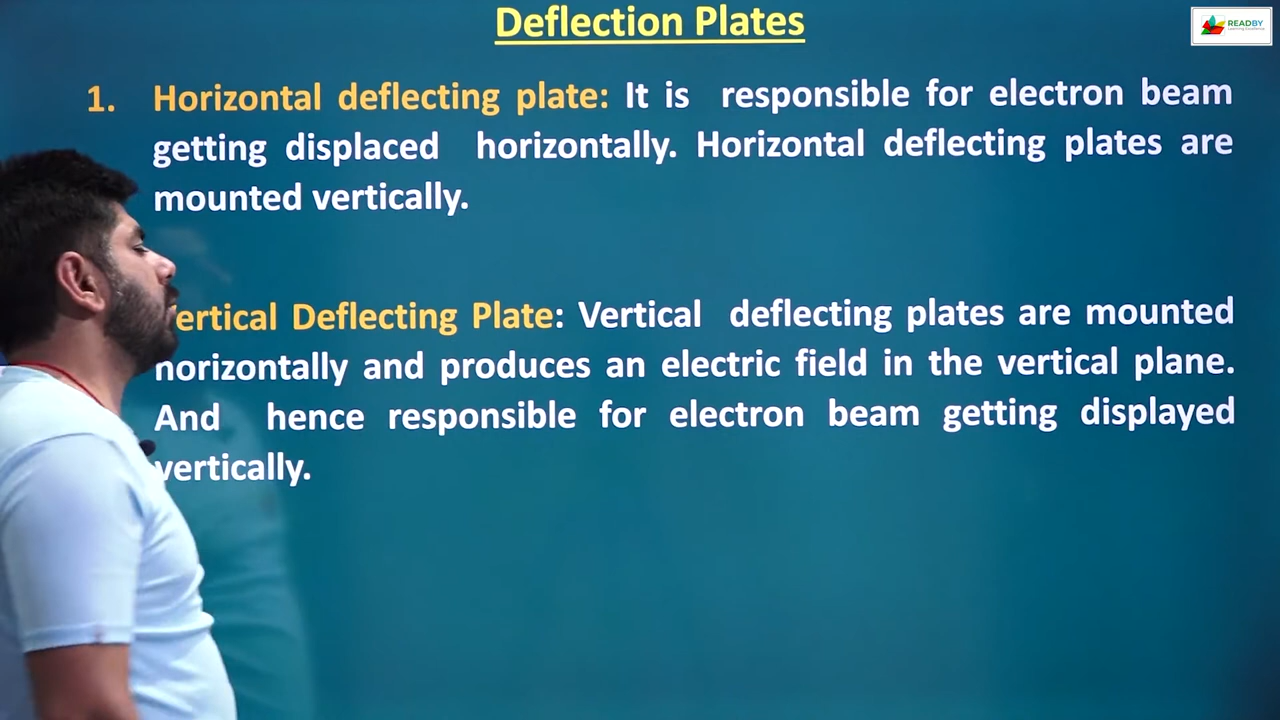 Deflection Plates
READBY
1. Horizontal deflecting plate: It is responsible for electron beam
getting displaced horizontally. Horizontal deflecting plates are
mounted vertically.
ertical Deflecting Plate: Vertical deflecting plates are mounted
horizontally and produces an electric field in the vertical plane.
And hence responsible for electron beam getting displayed
vertically.